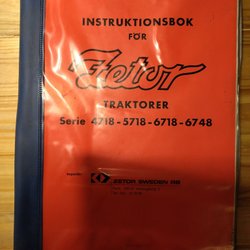 INSTRUKTIONSBOK
FÖR
Zetor
TRAKTORER
Serie 4718-5718-6718-6748
ZETOR SWEDEN AB